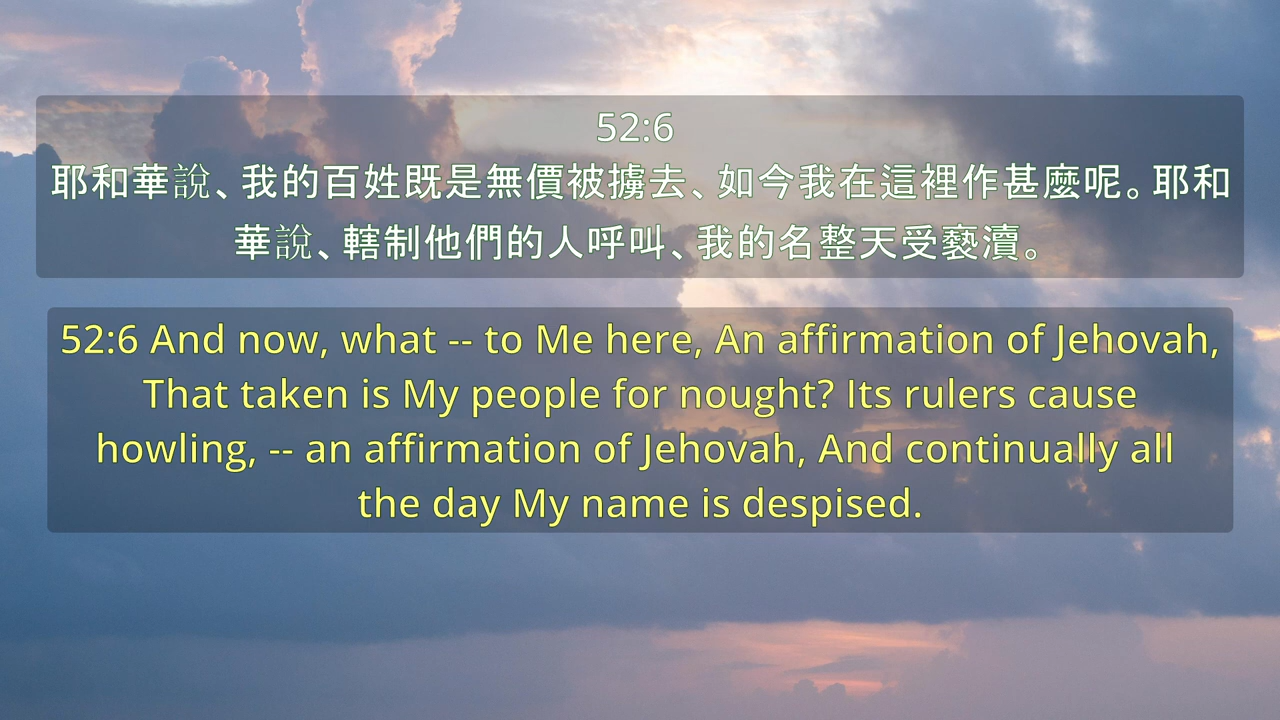 52:6
耶和華說、我的百姓既是無價被擄去、如今我在這裡作甚麼呢。耶和
華說、轄制他們的人呼叫、我的名整天受褻瀆。
52:6 And now, what -- to Me here, An affirmation of Jehovah,
That taken is My people for nought? Its rulers cause
howling, -- an affirmation of Jehovah, And continually all
the day My name is despised.